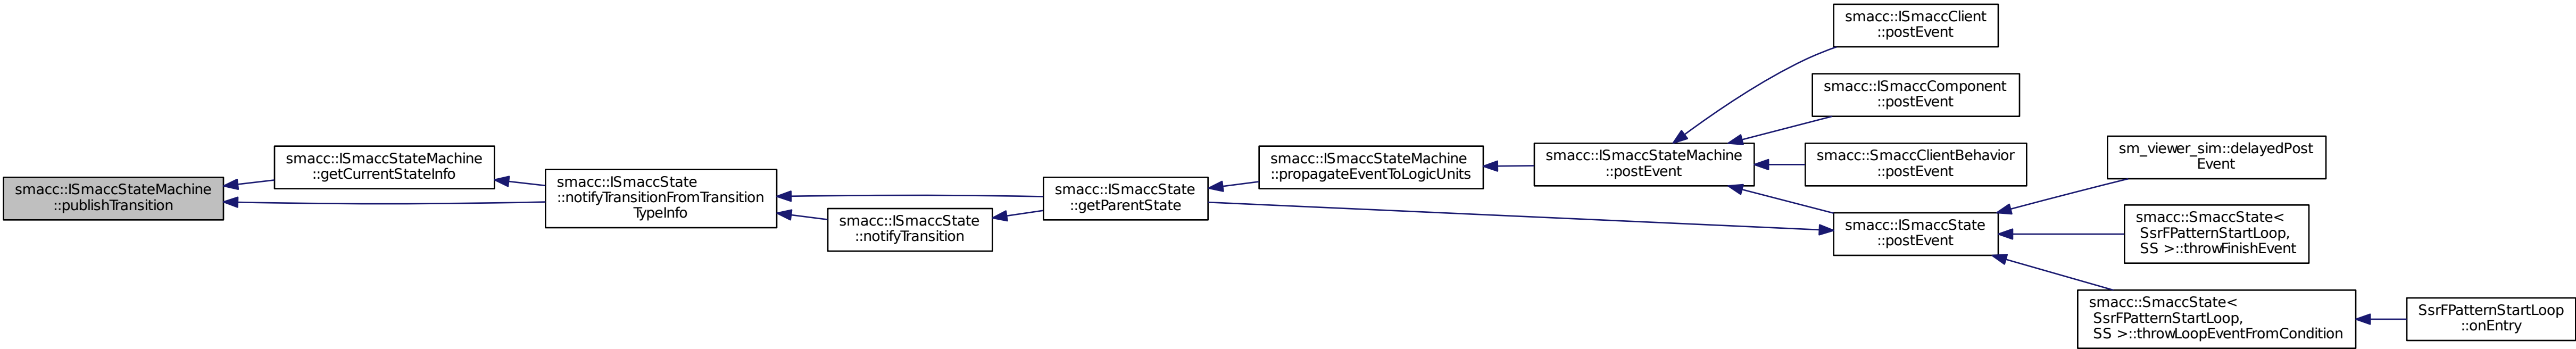 smacc::ISmaccStateMachine
::publishTransition
smacc::ISmaccStateMachine
::getCurrentStateInfo
smacc::ISmaccState
::notifyTransitionFromTransition
TypeInfo
smacc::ISmaccState
::notifyTransition
smacc::ISmaccState
::getParentState
smacc::ISmaccStateMachine
::propagateEventToLogicUnits
smacc::ISmaccStateMachine
::postEvent
smacc::ISmaccClient
::postEvent
smacc::ISmaccComponent
::postEvent
smacc::SmaccClientBehavior
::postEvent
smacc::ISmaccState
::postEvent
sm_viewer_sim::delayedPost
Event
smacc::SmaccState<
SsrFPatternStartLoop,
SS >::throwFinishEvent
smacc::SmaccState<
SsrFPatternStartLoop,
SS >::throwLoopEventFromCondition
SsrFPatternStartLoop
::onEntry